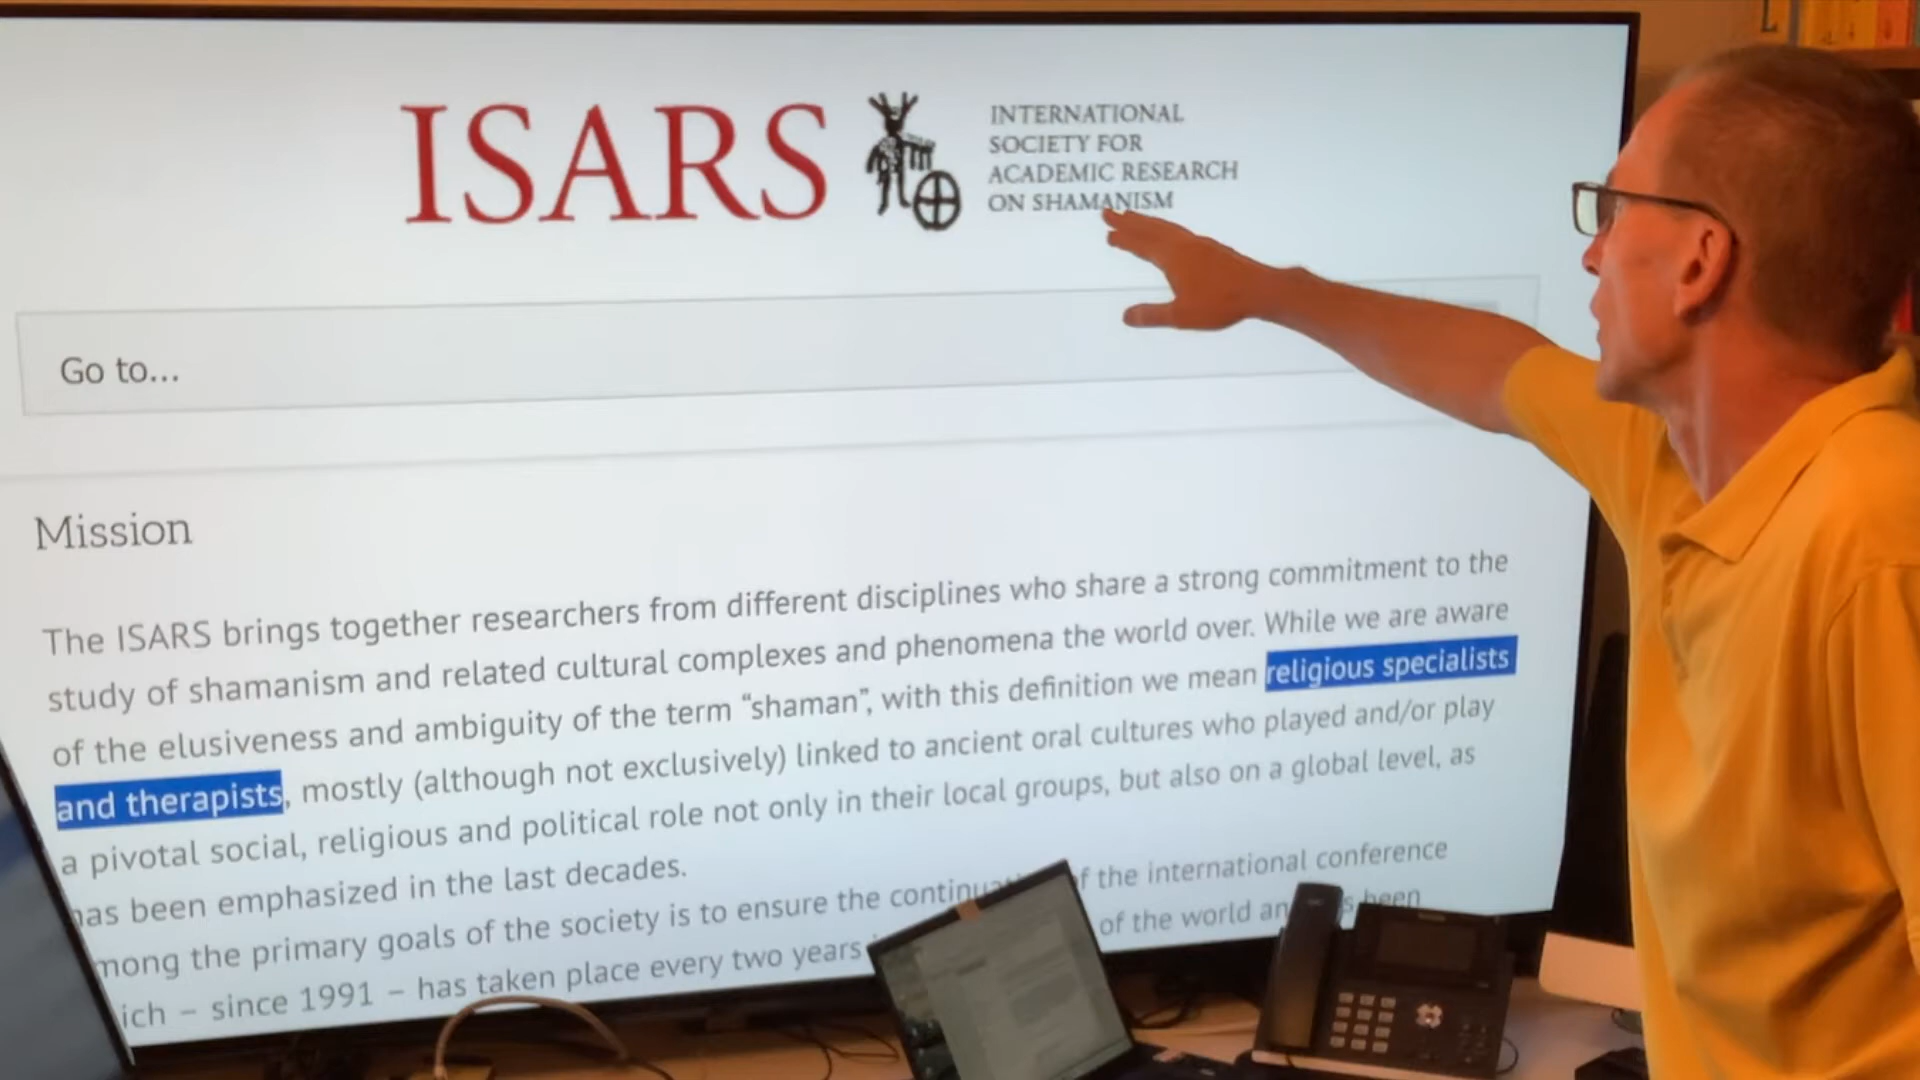 ISARS
INTERNATIONAL
SOCIETY FOR
ACADEMIC RESEARCH
ON SHAMANISM
Go to...
Mission
The ISARS brings together researchers from different disciplines who share a strong commitment to the
study of shamanism and related cultural complexes and phenomena the world over. While we are aware
of the elusiveness and ambiguity of the term “shaman”, with this definition we mean religious specialists
and therapists, mostly (although not exclusively) linked to ancient oral cultures who played and/or play
a pivotal social, religious and political role not only in their local groups, but also on a global level, as
has been emphasized in the last decades.
mong the primary goals of the society is to ensure the of the international conference
ich – since 1991 – has taken place every two years of the world been